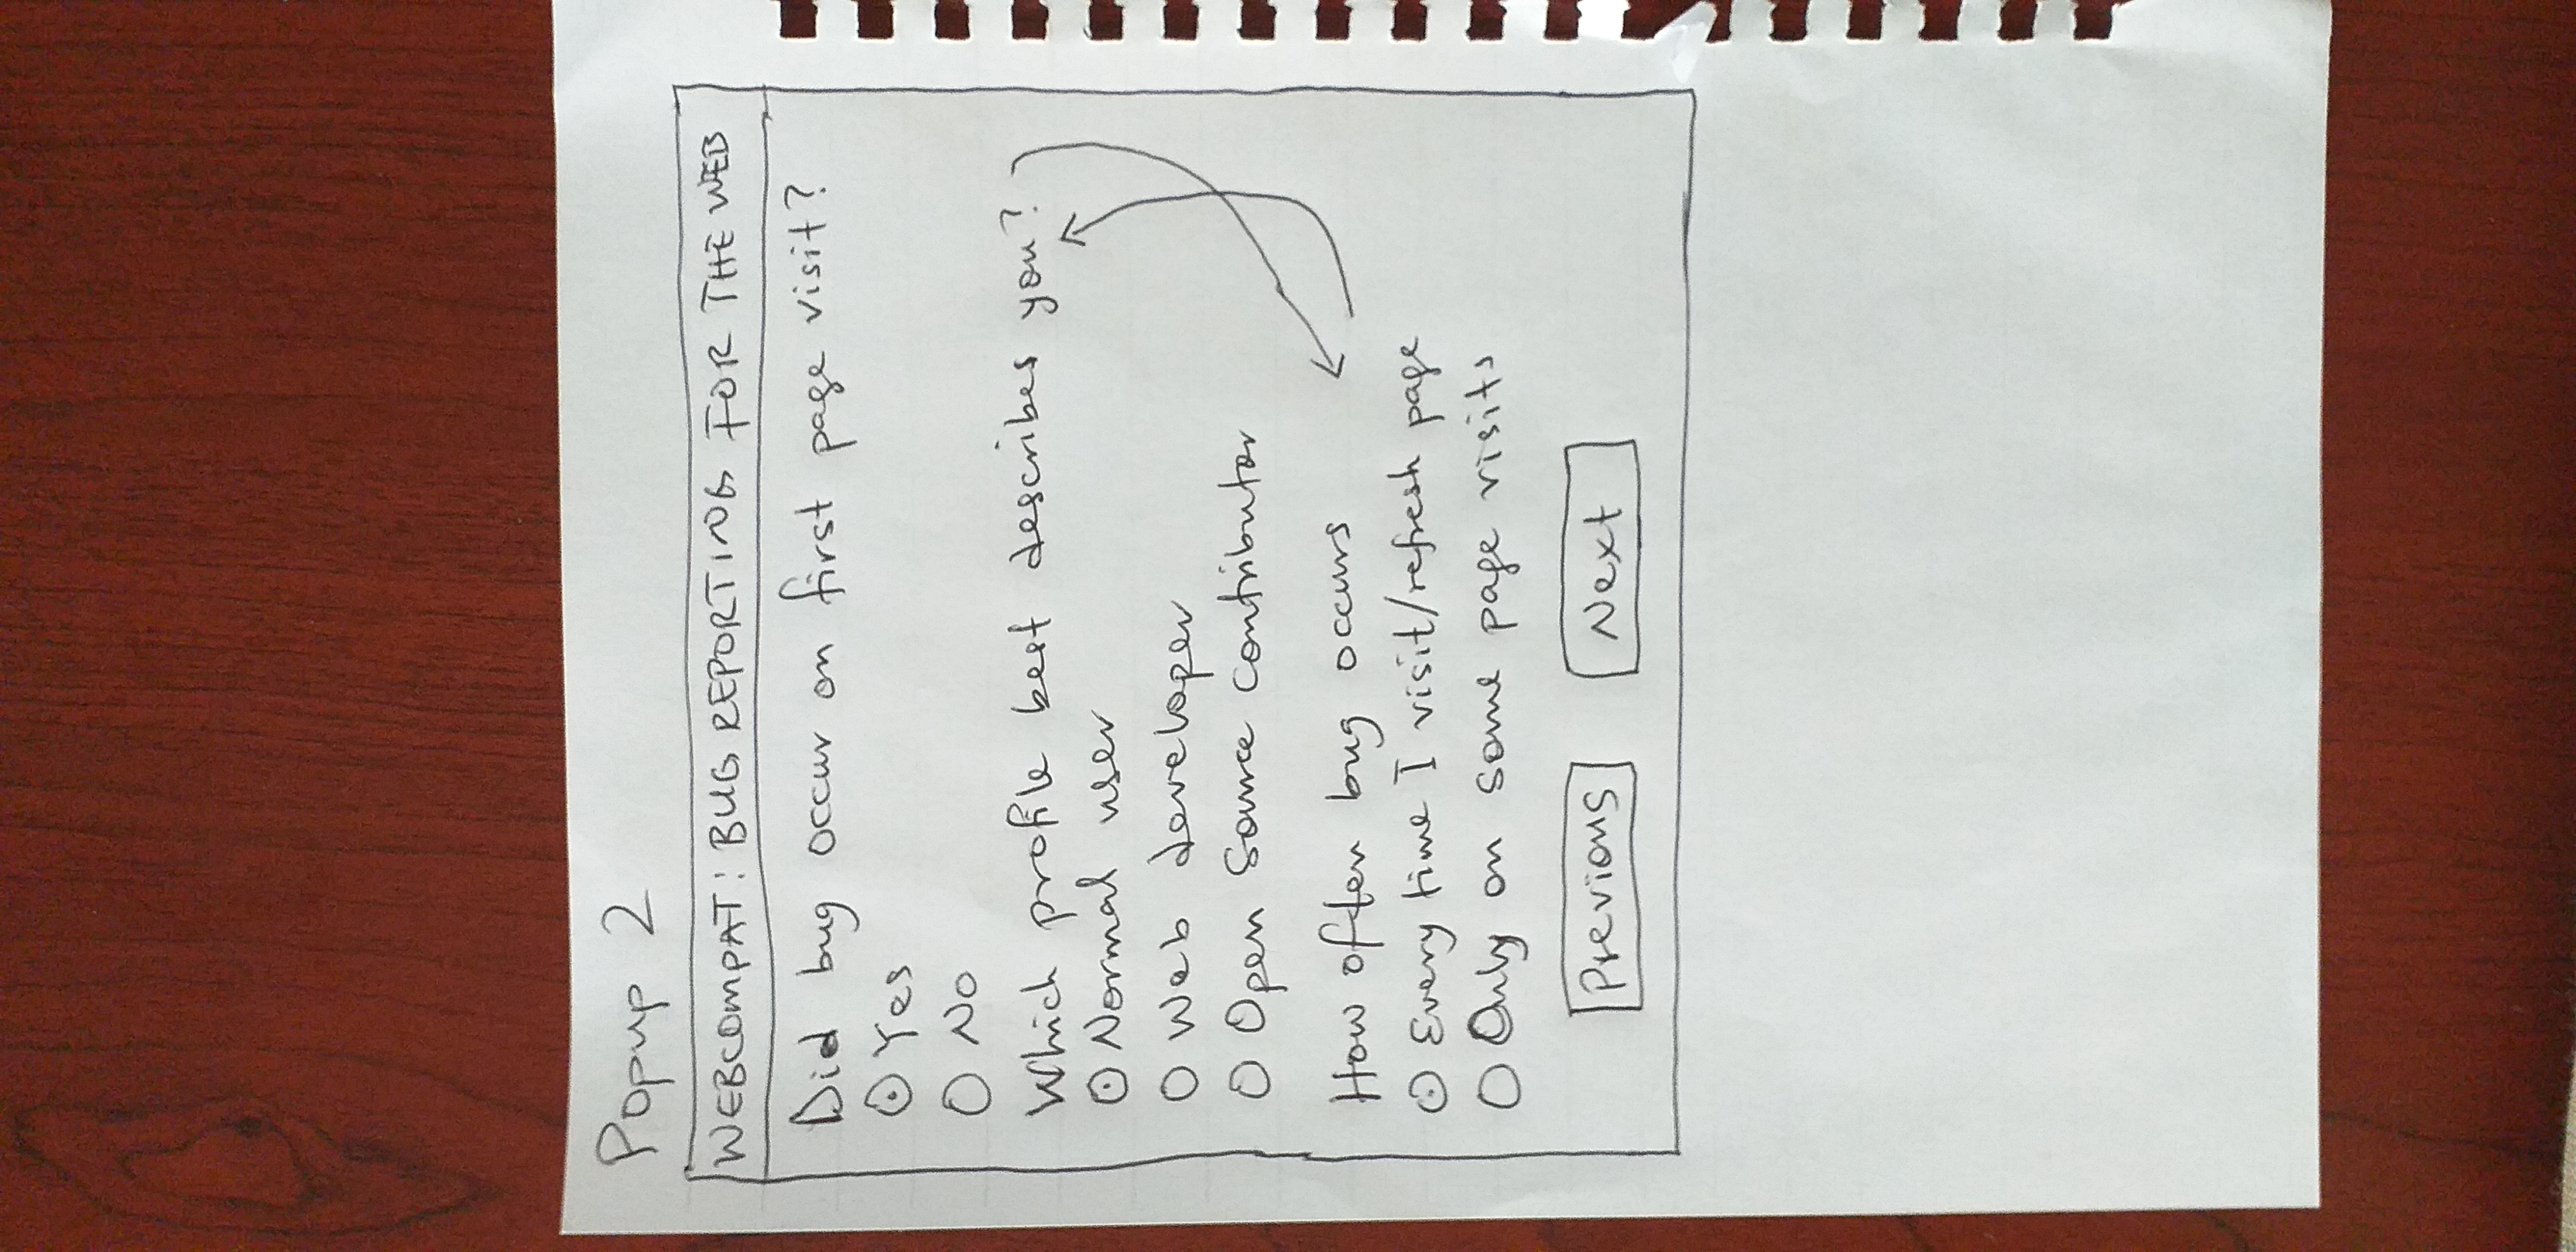 Popup 2
WEBCOMPAT: BUG REPORTING FOR THE WEB
Did bug occur on first page visit?
Yes
No
Which profile best describes you?
Normal user
Web developer
Open Source Contributor
How often bug occurs
Every time I visit/refresh page
Only on some page visits
Previous Next